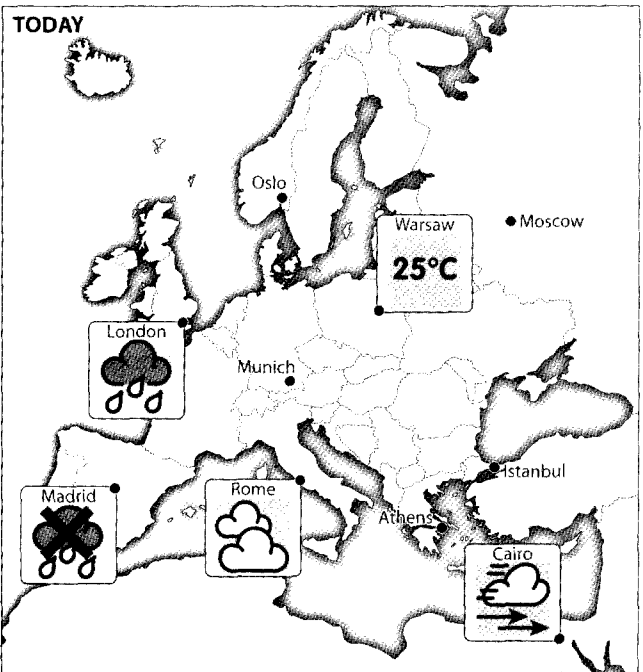 TODAY
Oslo
Warsaw
Moscow
25°C
London
Munich
Madrid
Rome
Istanbul
Athens
Cairo